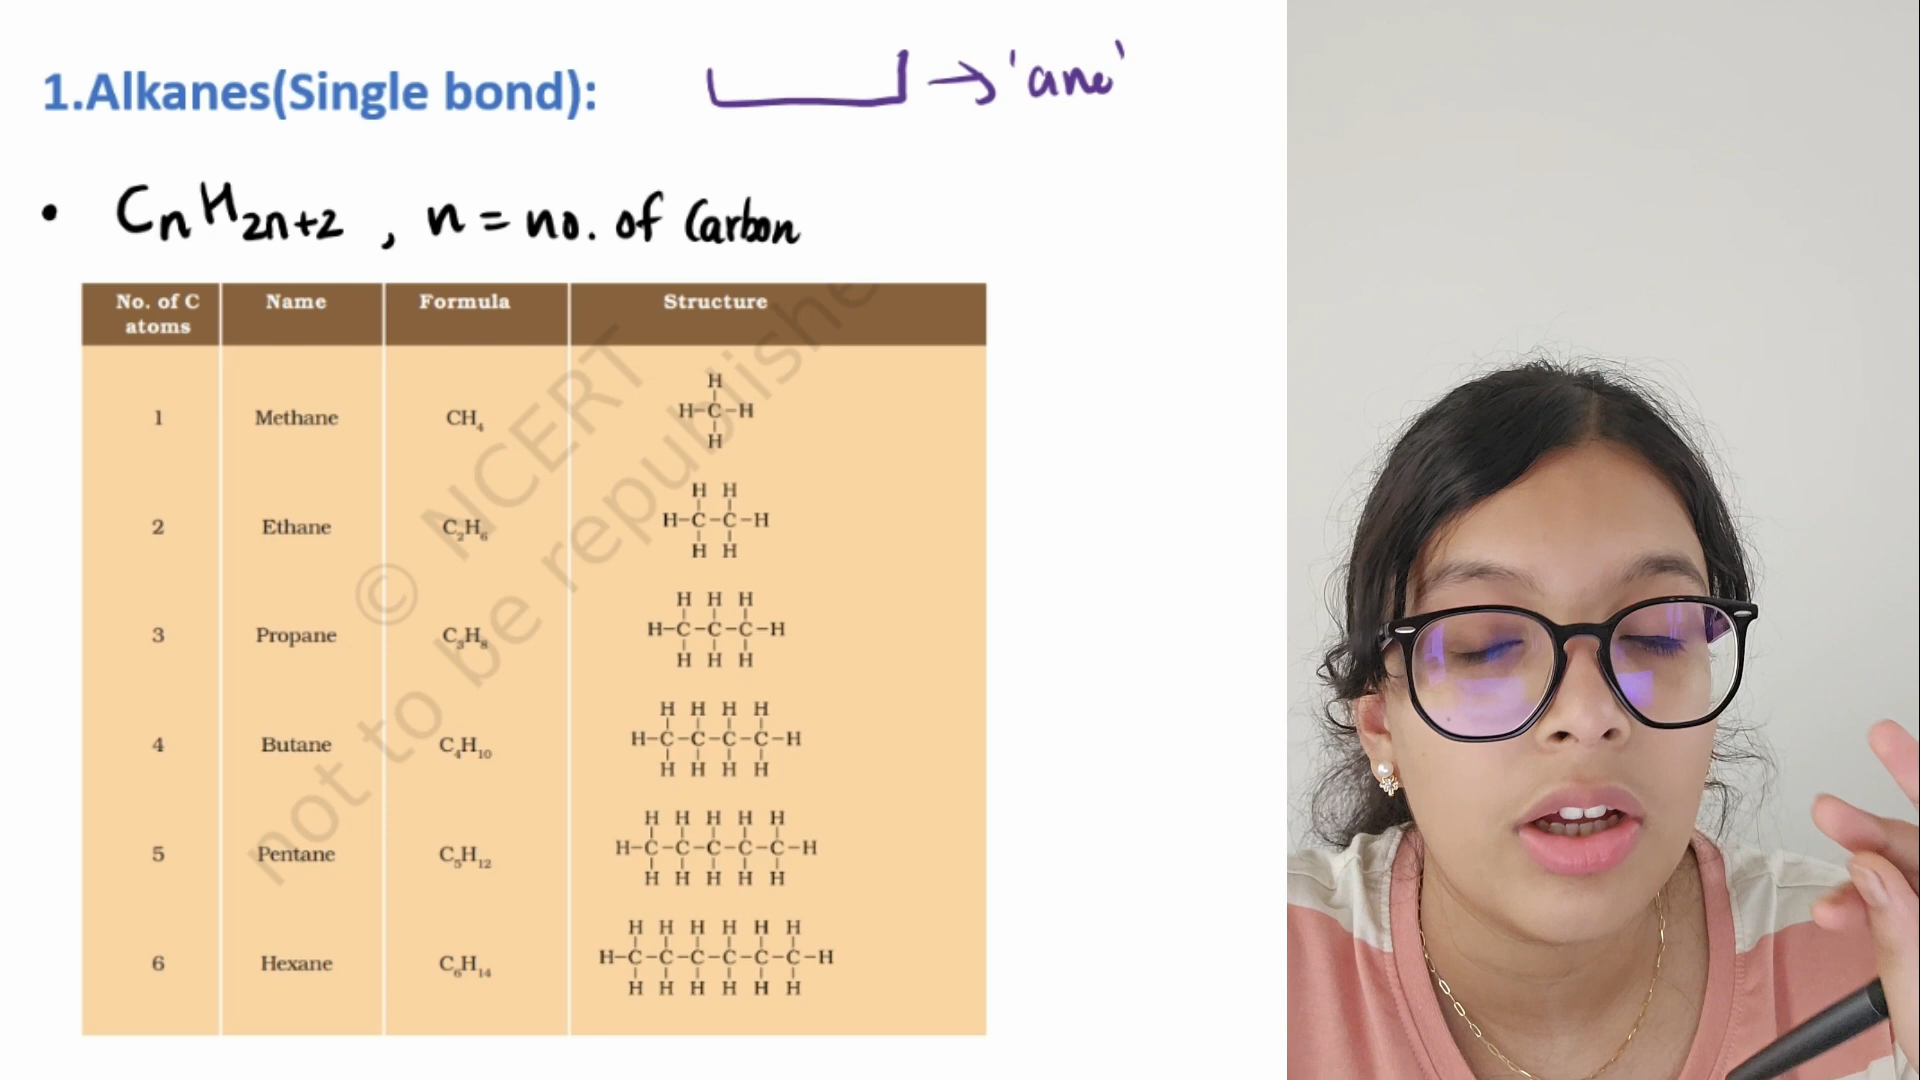 1.Alkanes(Single bond): → 'ane'
• CnH2n+2 , n = no. of Carbon
No. of C atoms Name Formula Structure
1 Methane CH4
H
H-C-H
H
2 Ethane C2H6
H H
H-C-C-H
H H
3 Propane C3H8
H H H
H-C-C-C-H
H H H
4 Butane C4H10
H H H H
H-C-C-C-C-H
H H H H
5 Pentane C5H12
H H H H H
H-C-C-C-C-C-H
H H H H H
6 Hexane C6H14
H H H H H H
H-C-C-C-C-C-C-H
H H H H H H
© NCERT
not to be republishe